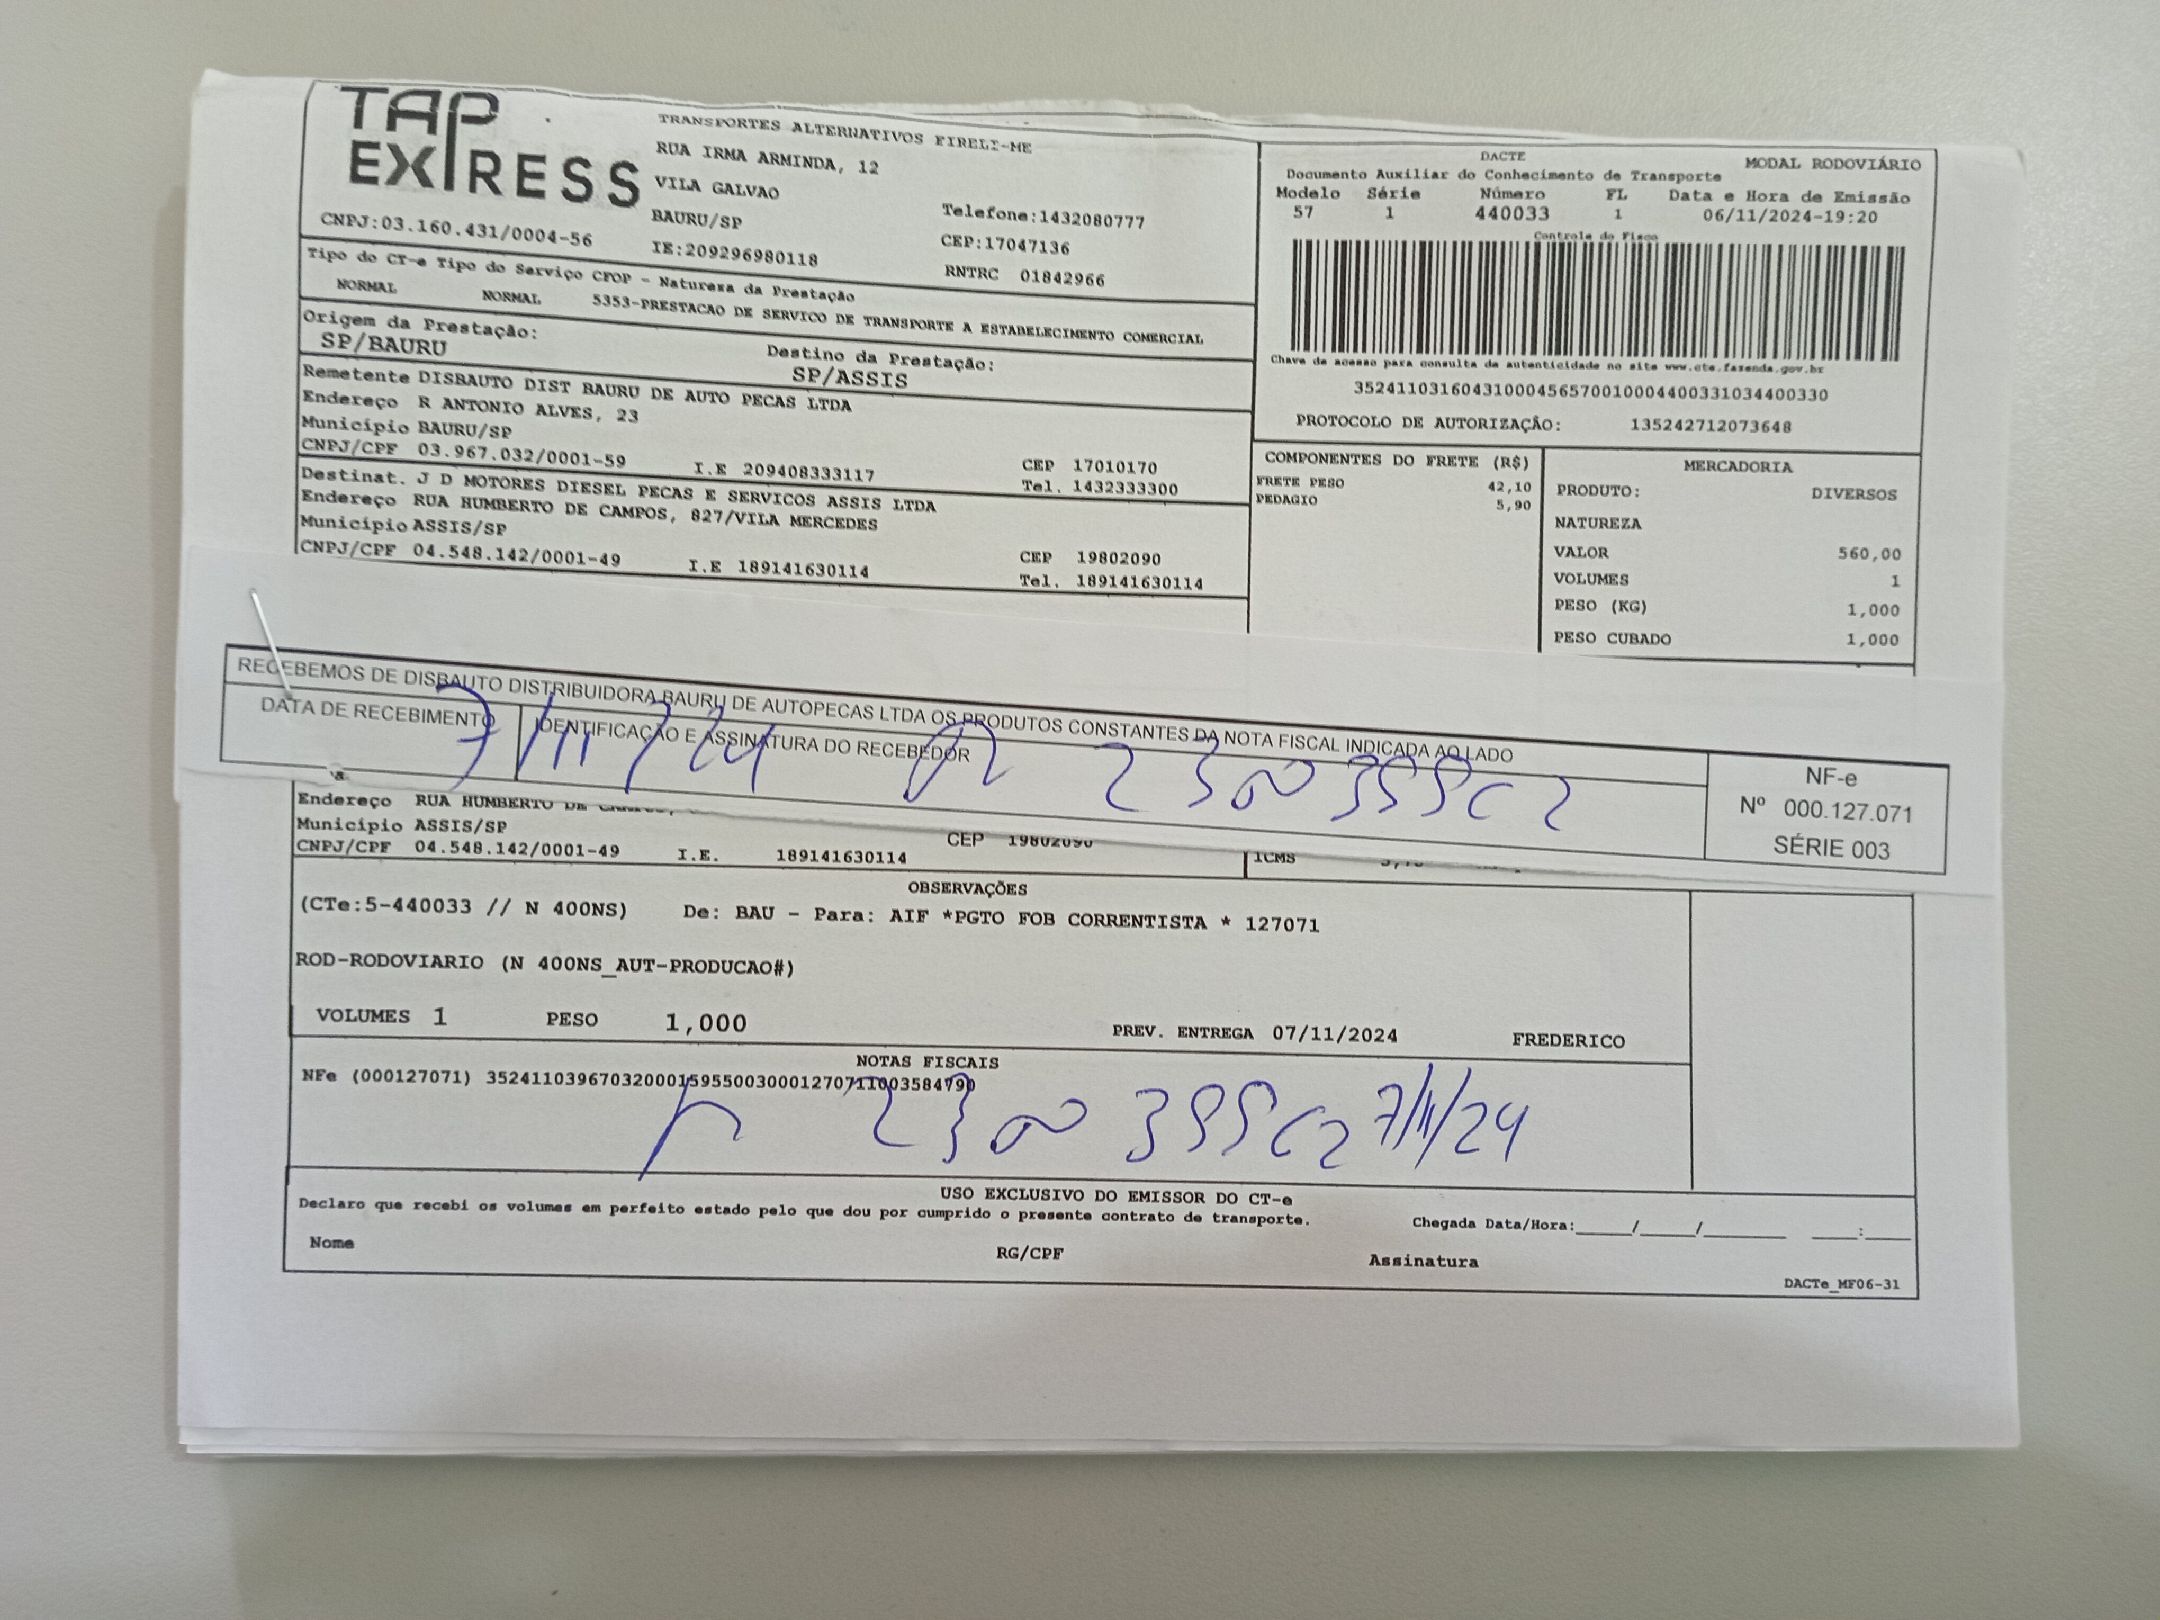 TAP
EXPRESS
TRANSPORTES ALTERNATIVOS EIRELI-ME
RUA IRMA ARMINDA, 12
VILA GALVAO
BAURU/SP
Telefone:1432080777
CNPJ:03.160.431/0004-56
IE:209296980118
CEP:17047136
RNTRC 01842966
DACTE
MODAL RODOVIÁRIO
Documento Auxiliar do Conhecimento de Transporte
Modelo Série Número FL Data e Hora de Emissão
57 1 440033 1 06/11/2024-19:20
Controle do Fisco
Chave de acesso para consulta de autenticidade no site www.cte.fazenda.gov.br
35241103160431000456570010004400331034400330
PROTOCOLO DE AUTORIZAÇÃO: 135242712073648
Tipo do CT-e Tipo do Serviço CFOP - Natureza da Prestação
NORMAL NORMAL 5353-PRESTACAO DE SERVICO DE TRANSPORTE A ESTABELECIMENTO COMERCIAL
Origem da Prestação: Destino da Prestação:
SP/BAURU SP/ASSIS
Remetente DISBAUTO DIST BAURU DE AUTO PECAS LTDA
Endereço R ANTONIO ALVES, 23
Município BAURU/SP
CNPJ/CPF 03.967.032/0001-59 I.E 209408333117 CEP 17010170
Tel. 1432333300
Destinat. J D MOTORES DIESEL PECAS E SERVICOS ASSIS LTDA
Endereço RUA HUMBERTO DE CAMPOS, 827/VILA MERCEDES
Município ASSIS/SP
CNPJ/CPF 04.548.142/0001-49 I.E 189141630114 CEP 19802090
Tel. 189141630114
COMPONENTES DO FRETE (R$)
FRETE PESO 42,10
PEDAGIO 5,90
MERCADORIA
PRODUTO: DIVERSOS
NATUREZA
VALOR 560,00
VOLUMES 1
PESO (KG) 1,000
PESO CUBADO 1,000
RECEBEMOS DE DISBAUTO DISTRIBUIDORA BAURU DE AUTOPECAS LTDA OS PRODUTOS CONSTANTES DA NOTA FISCAL INDICADA AO LADO
DATA DE RECEBIMENTO IDENTIFICAÇÃO E ASSINATURA DO RECEBEDOR
7/11/24
NF-e
Nº 000.127.071
SÉRIE 003
Endereço RUA HUMBERTO DE
Município ASSIS/SP
CEP 19802090
CNPJ/CPF 04.548.142/0001-49 I.E. 189141630114
ICMS
OBSERVAÇÕES
(CTe:5-440033 // N 400NS) De: BAU - Para: AIF *PGTO FOB CORRENTISTA * 127071
ROD-RODOVIARIO (N 400NS_AUT-PRODUCAO#)
VOLUMES 1 PESO 1,000 PREV. ENTREGA 07/11/2024 FREDERICO
NOTAS FISCAIS
NFe (000127071) 35241103967032000159550030001270711003584790
7/11/24
USO EXCLUSIVO DO EMISSOR DO CT-e
Declaro que recebi os volumes em perfeito estado pelo que dou por cumprido o presente contrato de transporte.
Chegada Data/Hora:_____/_____/_______ ____:____
Nome RG/CPF Assinatura
DACTe_MF06-31